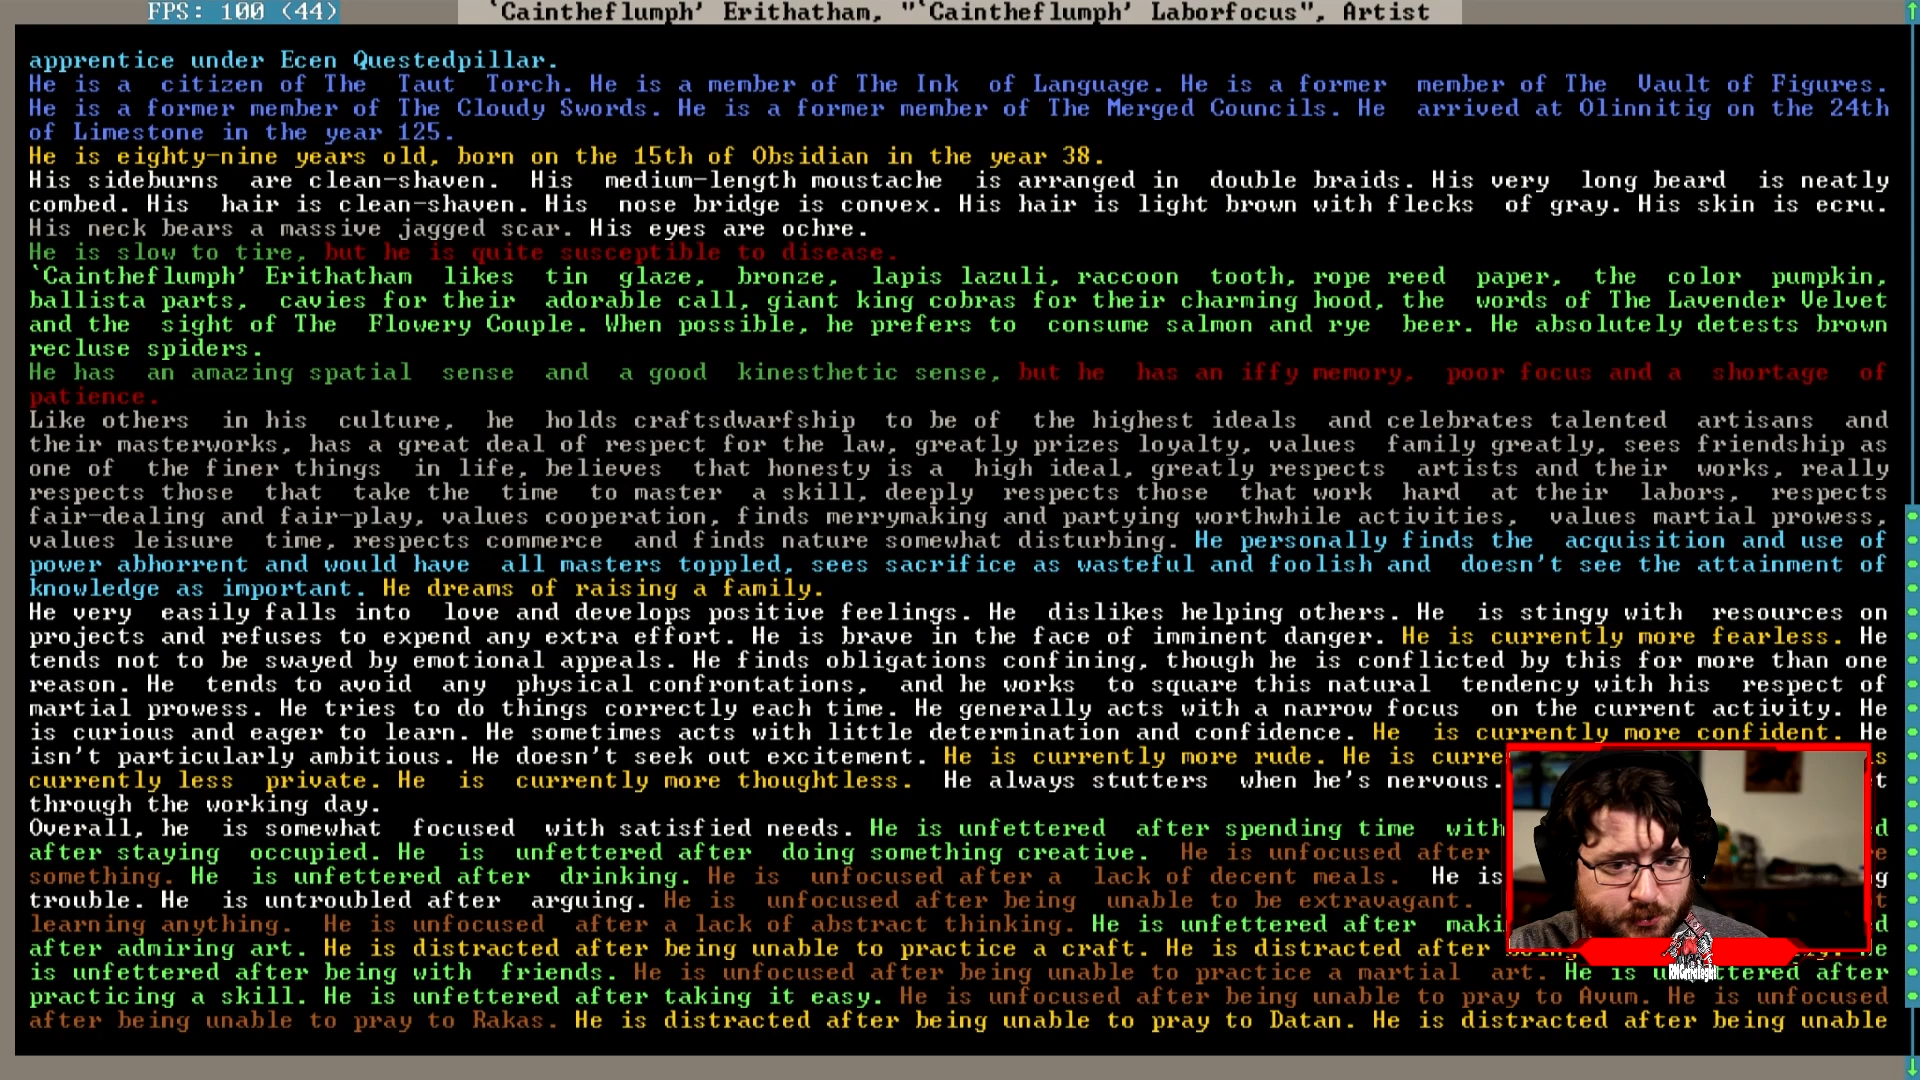 FPS: 100 (44)
`Caintheflumph' Erithatham, "`Caintheflumph' Laborfocus", Artist
apprentice under Ecen Questedpillar.
He is a citizen of The Taut Torch. He is a member of The Ink of Language. He is a former member of The Vault of Figures.
He is a former member of The Cloudy Swords. He is a former member of The Merged Councils. He arrived at Olinnitig on the 24th
of Limestone in the year 125.
He is eighty-nine years old, born on the 15th of Obsidian in the year 38.
His sideburns are clean-shaven. His medium-length moustache is arranged in double braids. His very long beard is neatly
combed. His hair is clean-shaven. His nose bridge is convex. His hair is light brown with flecks of gray. His skin is ecru.
His neck bears a massive jagged scar. His eyes are ochre.
He is slow to tire, but he is quite susceptible to disease.
`Caintheflumph' Erithatham likes tin glaze, bronze, lapis lazuli, raccoon tooth, rope reed paper, the color pumpkin,
ballista parts, cavies for their adorable call, giant king cobras for their charming hood, the words of The Lavender Velvet
and the sight of The Flowery Couple. When possible, he prefers to consume salmon and rye beer. He absolutely detests brown
recluse spiders.
He has an amazing spatial sense and a good kinesthetic sense, but he has an iffy memory, poor focus and a shortage of
patience.
Like others in his culture, he holds craftsdwarfship to be of the highest ideals and celebrates talented artisans and
their masterworks, has a great deal of respect for the law, greatly prizes loyalty, values family greatly, sees friendship as
one of the finer things in life, believes that honesty is a high ideal, greatly respects artists and their works, really
respects those that take the time to master a skill, deeply respects those that work hard at their labors, respects
fair-dealing and fair-play, values cooperation, finds merrymaking and partying worthwhile activities, values martial prowess,
values leisure time, respects commerce and finds nature somewhat disturbing. He personally finds the acquisition and use of
power abhorrent and would have all masters toppled, sees sacrifice as wasteful and foolish and doesn't see the attainment of
knowledge as important. He dreams of raising a family.
He very easily falls into love and develops positive feelings. He dislikes helping others. He is stingy with resources on
projects and refuses to expend any extra effort. He is brave in the face of imminent danger. He is currently more fearless. He
tends not to be swayed by emotional appeals. He finds obligations confining, though he is conflicted by this for more than one
reason. He tends to avoid any physical confrontations, and he works to square this natural tendency with his respect of
martial prowess. He tries to do things correctly each time. He generally acts with a narrow focus on the current activity. He
is curious and eager to learn. He sometimes acts with little determination and confidence. He is currently more confident. He
isn't particularly ambitious. He doesn't seek out excitement. He is currently more rude. He is
currently less private. He is currently more thoughtless. He always stutters when he's nervous.
through the working day.
Overall, he is somewhat focused with satisfied needs. He is unfettered after spending time with
after staying occupied. He is unfettered after doing something creative. He is unfocused after
something. He is unfettered after drinking. He is unfocused after a lack of decent meals. He is
trouble. He is untroubled after arguing. He is unfocused after being unable to be extravagant.
learning anything. He is unfocused after a lack of abstract thinking. He is unfettered after
after admiring art. He is distracted after being unable to practice a craft. He is distracted after
is unfettered after being with friends. He is unfocused after being unable to practice a martial art. He is unfettered after
practicing a skill. He is unfettered after taking it easy. He is unfocused after being unable to pray to Avum. He is unfocused
after being unable to pray to Rakas. He is distracted after being unable to pray to Datan. He is distracted after being unable